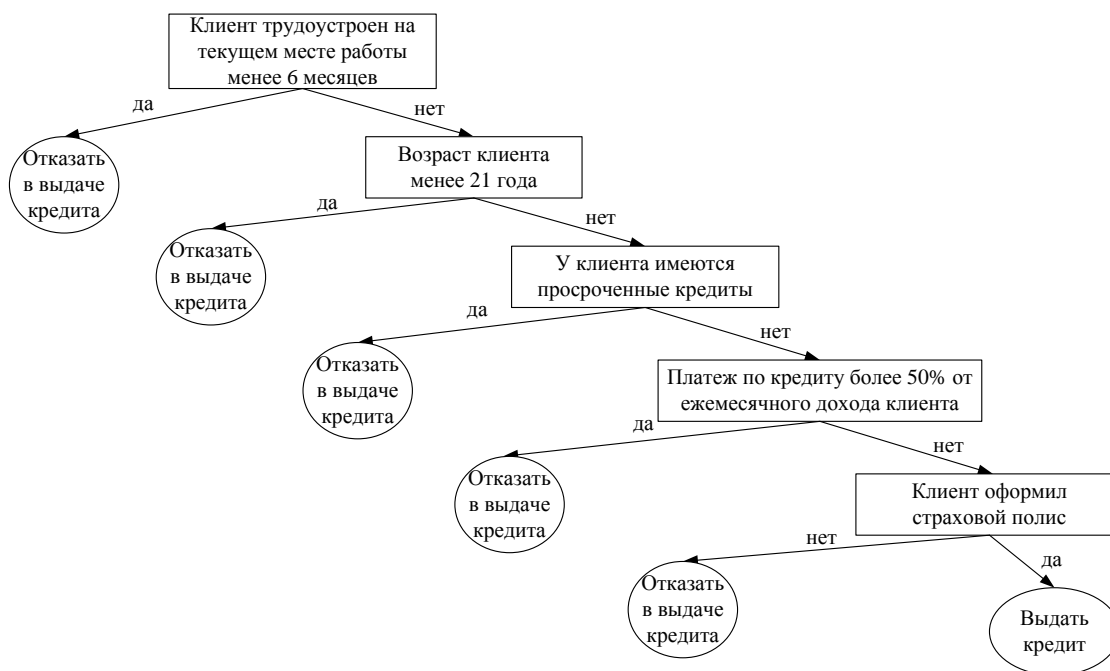 Клиент трудоустроен на
текущем месте работы
менее 6 месяцев
да
нет
Отказать
в выдаче
кредита
Возраст клиента
менее 21 года
да
нет
Отказать
в выдаче
кредита
У клиента имеются
просроченные кредиты
да
нет
Отказать
в выдаче
кредита
Платеж по кредиту более 50% от
ежемесячного дохода клиента
да
нет
Отказать
в выдаче
кредита
Клиент оформил
страховой полис
нет
да
Отказать
в выдаче
кредита
Выдать
кредит